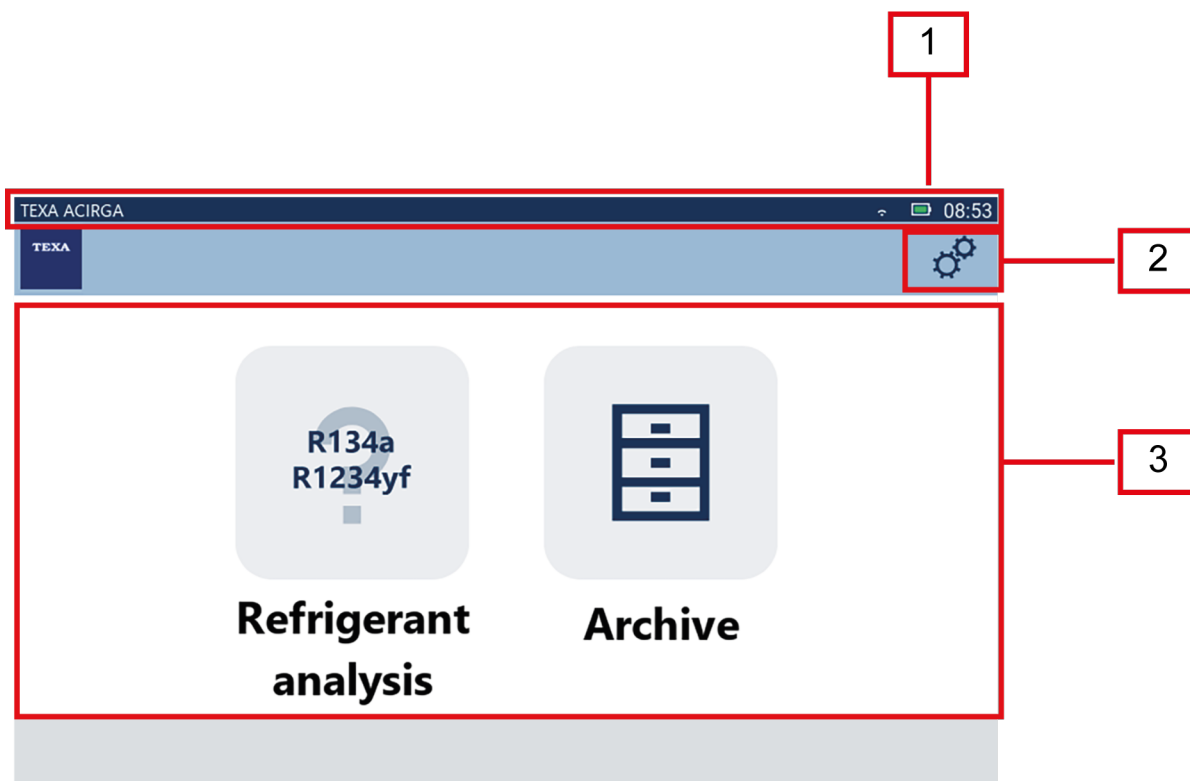 1
TEXA ACIRGA 08:53
TEXA
2
R134a
R1234yf
3
Refrigerant
analysis
Archive